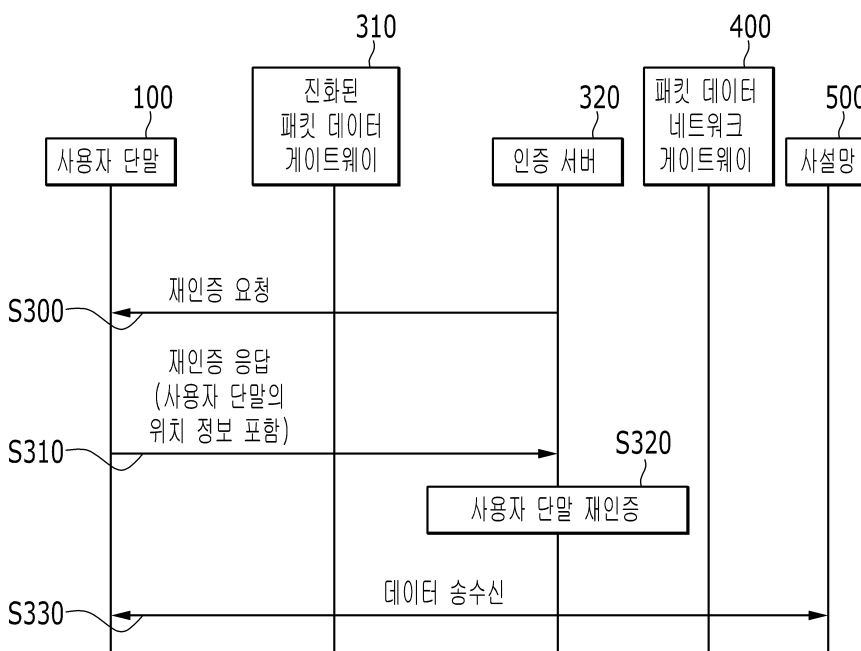 310
400
100
320
500
진화된
패킷 데이터
게이트웨이
패킷 데이터
네트워크
게이트웨이
사용자 단말
인증 서버
사설망
재인증 요청
S300
재인증 응답
(사용자 단말의
위치 정보 포함)
S310
S320
사용자 단말 재인증
데이터 송수신
S330